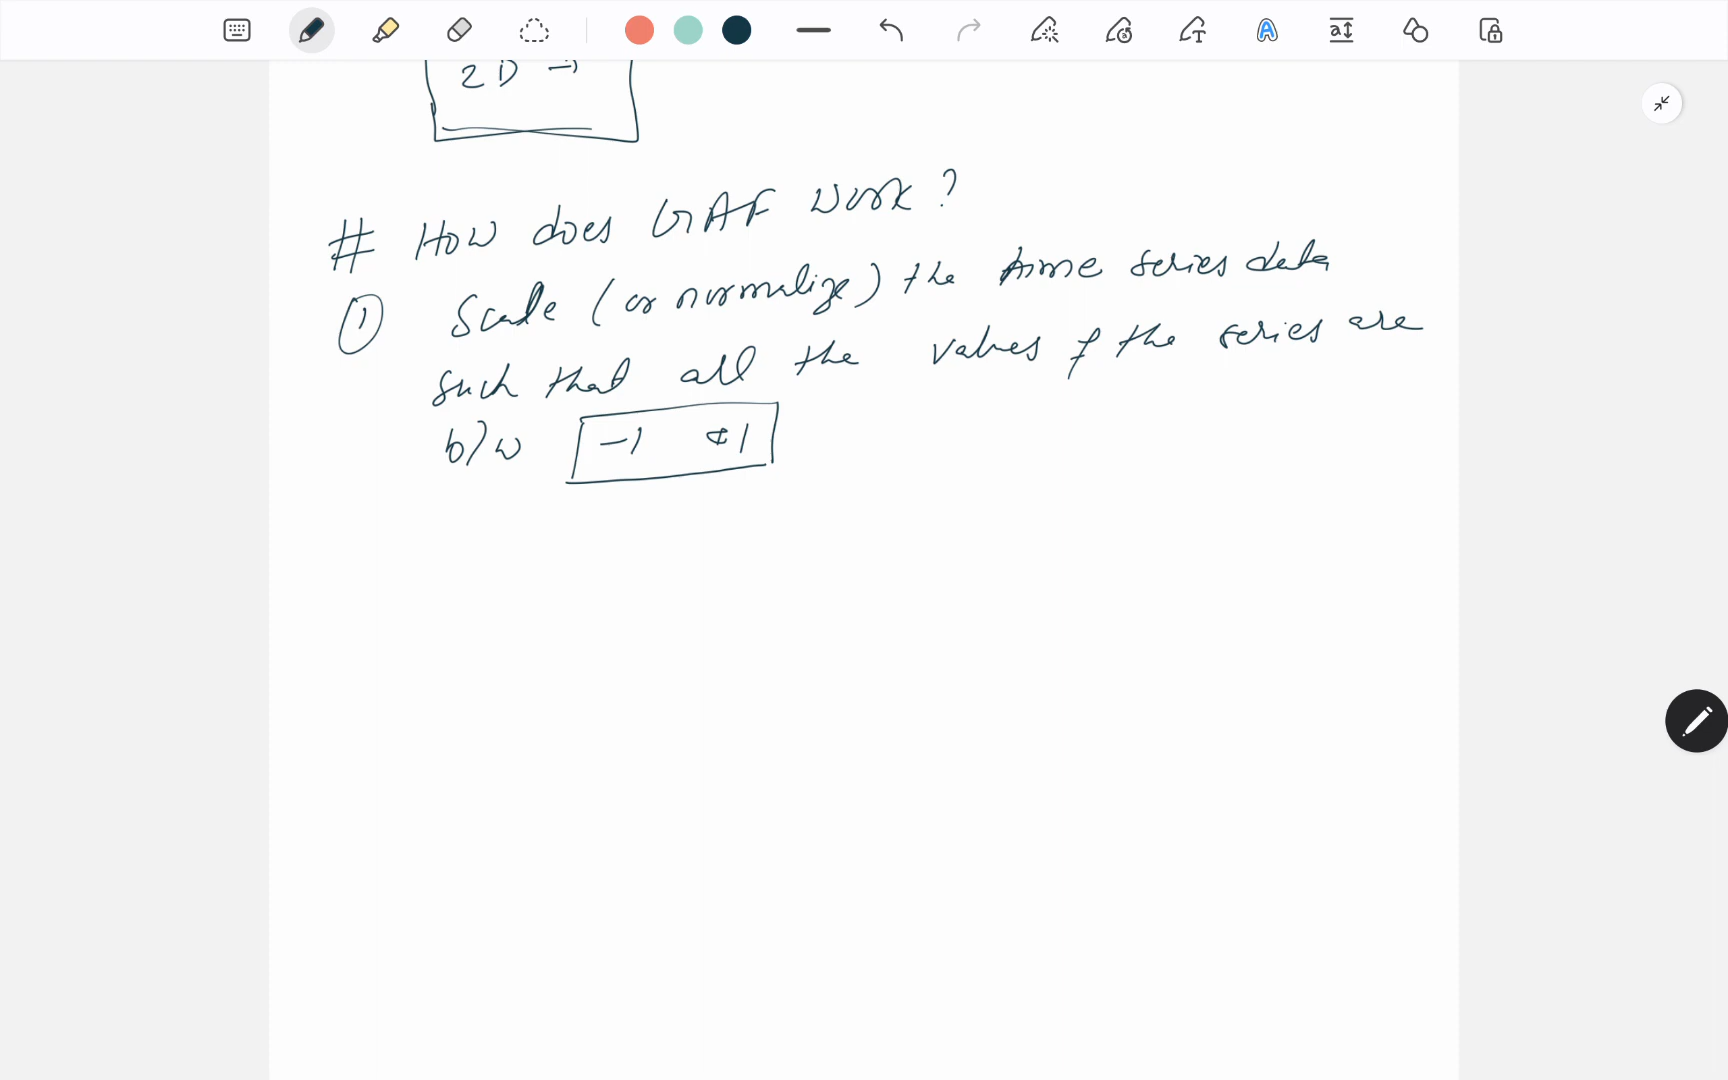 2D →
# How does GAF work?
① Scale (or normalize) the time series data
such that all the values of the series are
b/w -1 & 1